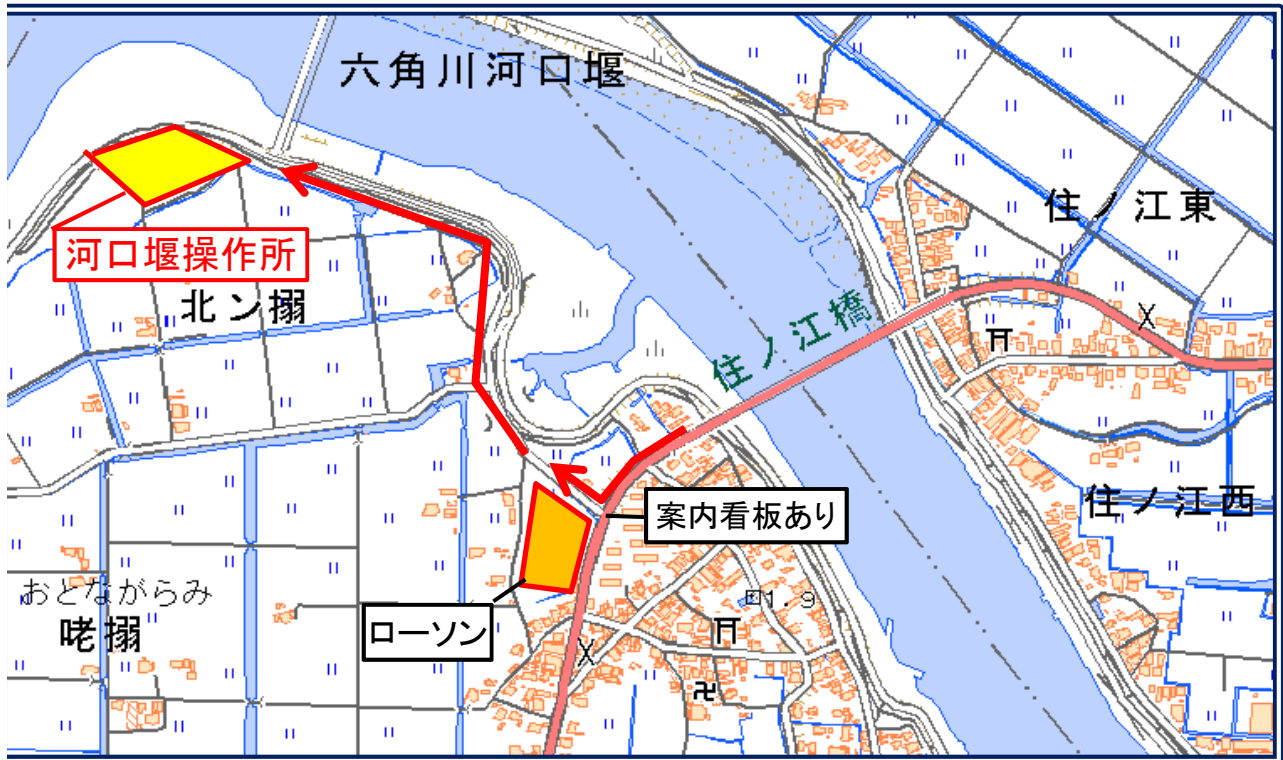 六角川河口堰
住ノ江東
河口堰操作所
北ン搦
住ノ江橋
住ノ江西
案内看板あり
おとながらみ
咾搦
ローソン
1.9